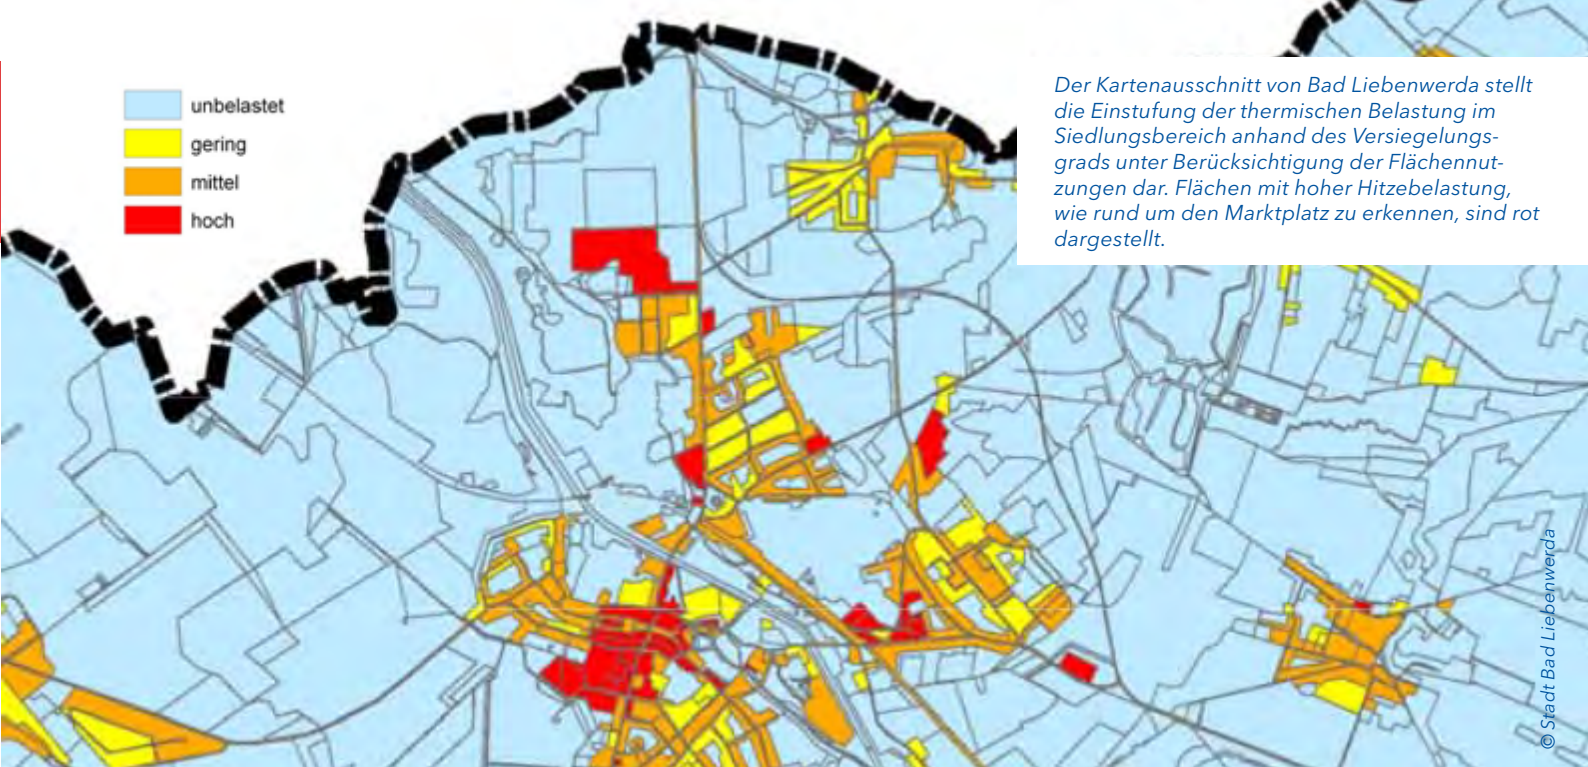 unbelastet
gering
mittel
hoch
Der Kartenausschnitt von Bad Liebenwerda stellt
die Einstufung der thermischen Belastung im
Siedlungsbereich anhand des Versiegelungs-
grads unter Berücksichtigung der Flächennut-
zungen dar. Flächen mit hoher Hitzebelastung,
wie rund um den Marktplatz zu erkennen, sind rot
dargestellt.
© Stadt Bad Liebenwerda